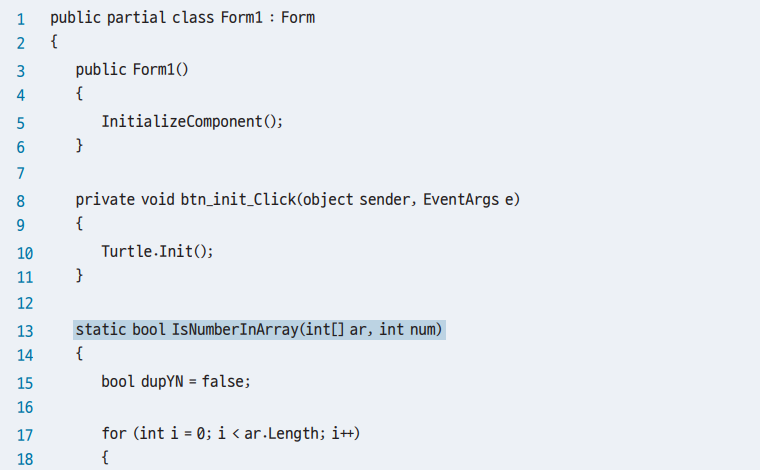 1 public partial class Form1 : Form
2 {
3 public Form1()
4 {
5 InitializeComponent();
6 }
7
8 private void btn_init_Click(object sender, EventArgs e)
9 {
10 Turtle.Init();
11 }
12
13 static bool IsNumberInArray(int[] ar, int num)
14 {
15 bool dupYN = false;
16
17 for (int i = 0; i < ar.Length; i++)
18 {